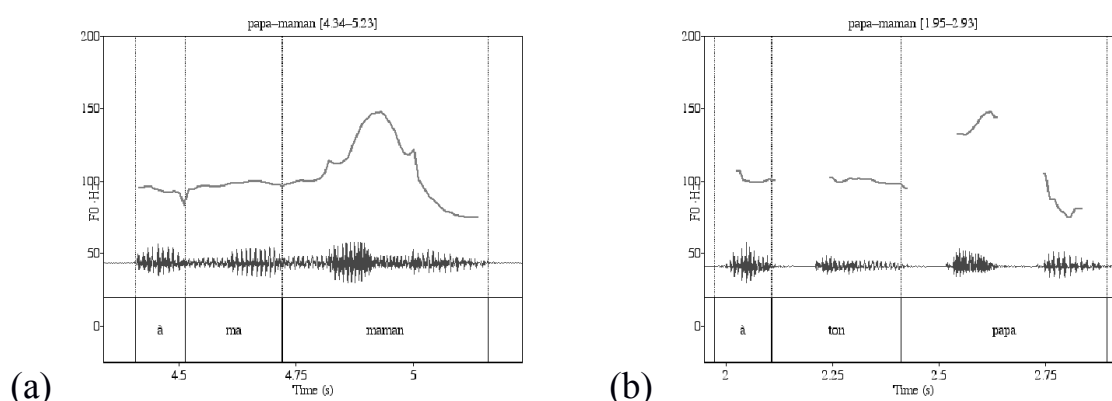 papa–maman [4.34–5.23]
200
150
100
50
0
F0 (Hz)
à ma maman
4.5 4.75 5
Time (s)
(a)
papa–maman [1.95–2.93]
200
150
100
50
0
F0 (Hz)
à ton papa
2 2.25 2.5 2.75
Time (s)
(b)